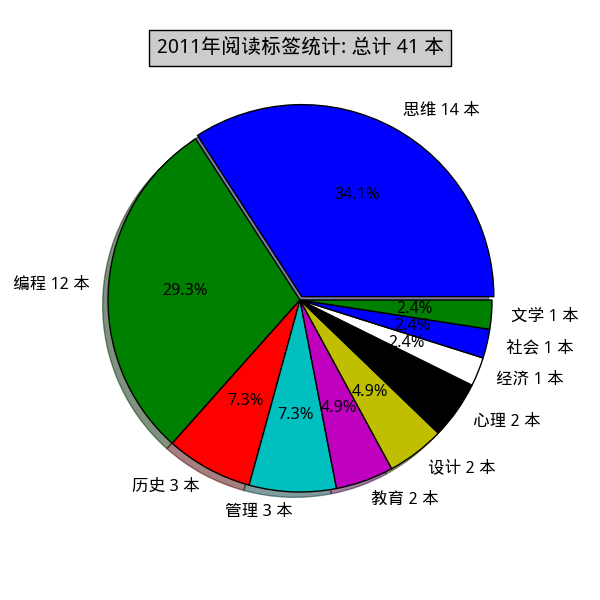 2011年阅读标签统计: 总计 41 本
思维 14 本
34.1%
编程 12 本
29.3%
历史 3 本
7.3%
管理 3 本
7.3%
教育 2 本
4.9%
设计 2 本
4.9%
心理 2 本
经济 1 本
2.4%
社会 1 本
2.4%
文学 1 本
2.4%